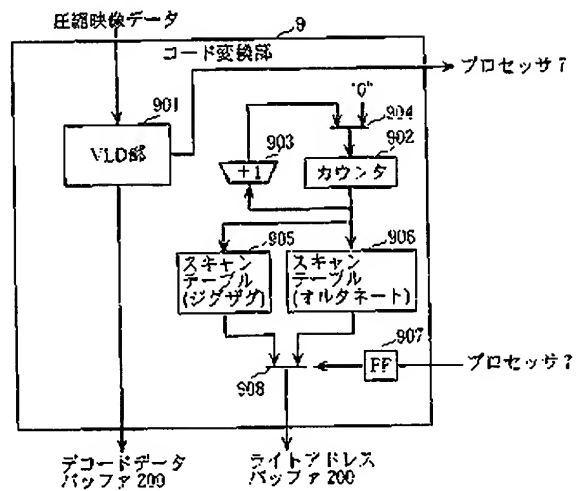 圧縮映像データ
9
コード変換部
プロセッサ7
"0"
901
904
VLD部
903
902
+1
カウンタ
905
906
スキャン
テーブル
(ジグザグ)
スキャン
テーブル
(オルタネート)
907
FF
プロセッサ7
908
デコードデータ
バッファ200
ライトアドレス
バッファ200